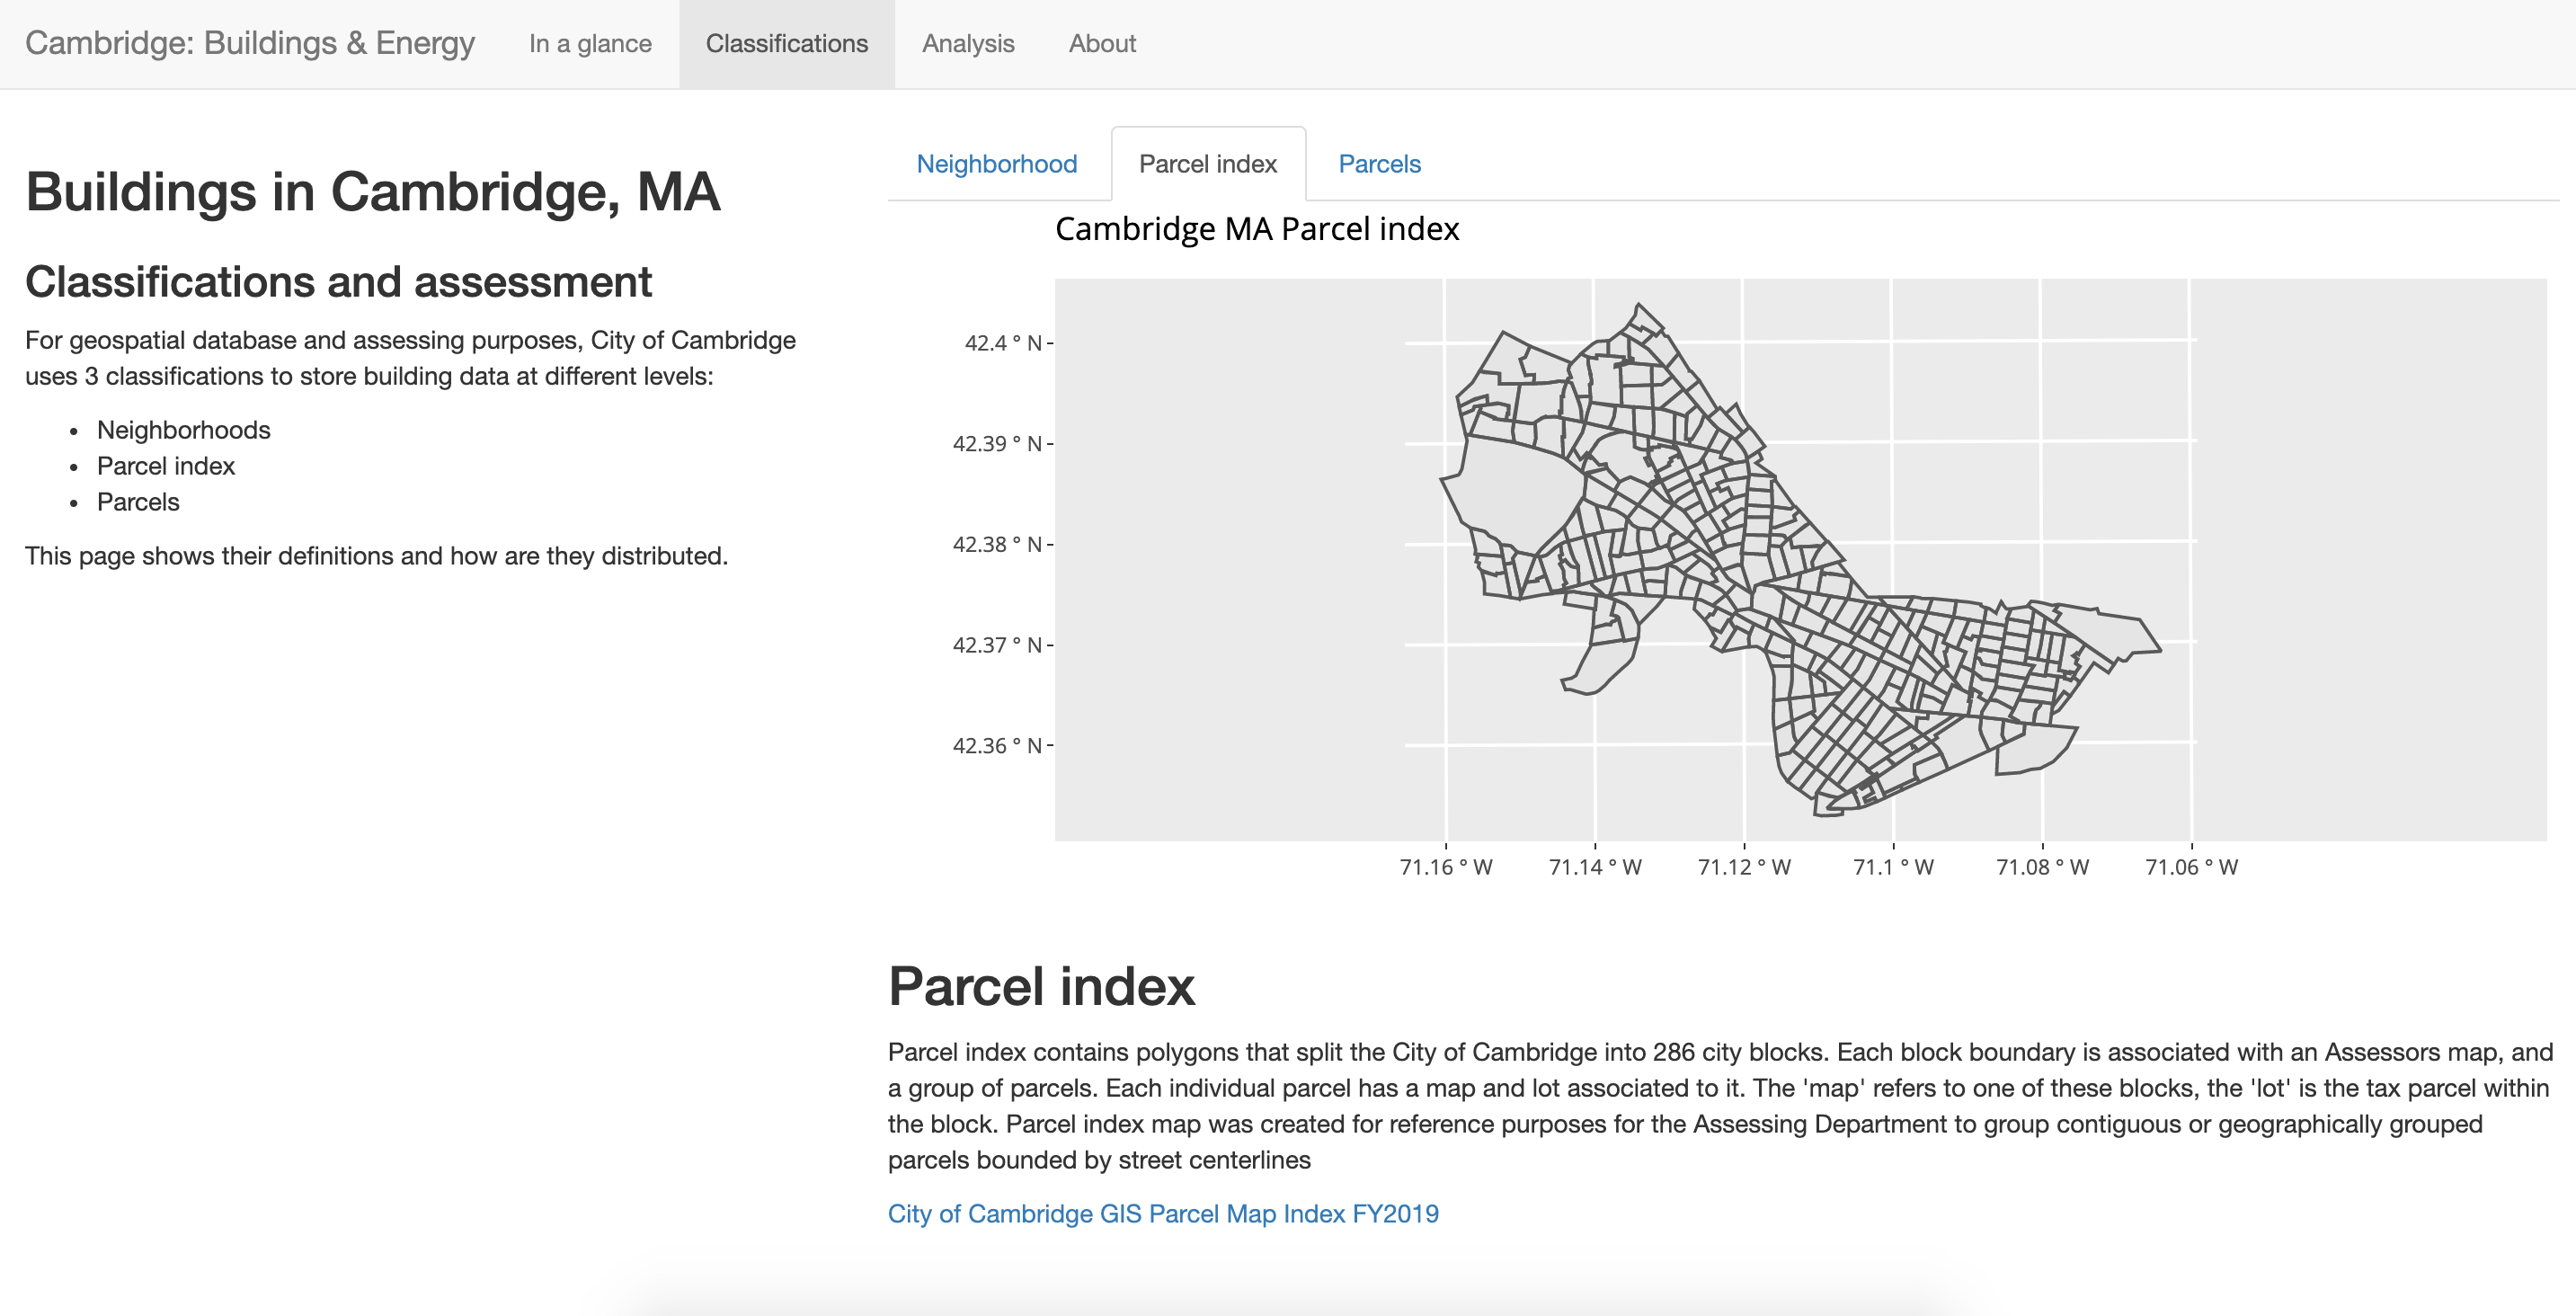 Cambridge: Buildings & Energy In a glance Classifications Analysis About
Buildings in Cambridge, MA
Classifications and assessment
For geospatial database and assessing purposes, City of Cambridge
uses 3 classifications to store building data at different levels:
• Neighborhoods
• Parcel index
• Parcels
This page shows their definitions and how are they distributed.
Neighborhood Parcel index Parcels
Cambridge MA Parcel index
42.4 ° N
42.39 ° N
42.38 ° N
42.37 ° N
42.36 ° N
71.16 ° W 71.14 ° W 71.12 ° W 71.1 ° W 71.08 ° W 71.06 ° W
Parcel index
Parcel index contains polygons that split the City of Cambridge into 286 city blocks. Each block boundary is associated with an Assessors map, and
a group of parcels. Each individual parcel has a map and lot associated to it. The 'map' refers to one of these blocks, the 'lot' is the tax parcel within
the block. Parcel index map was created for reference purposes for the Assessing Department to group contiguous or geographically grouped
parcels bounded by street centerlines
City of Cambridge GIS Parcel Map Index FY2019